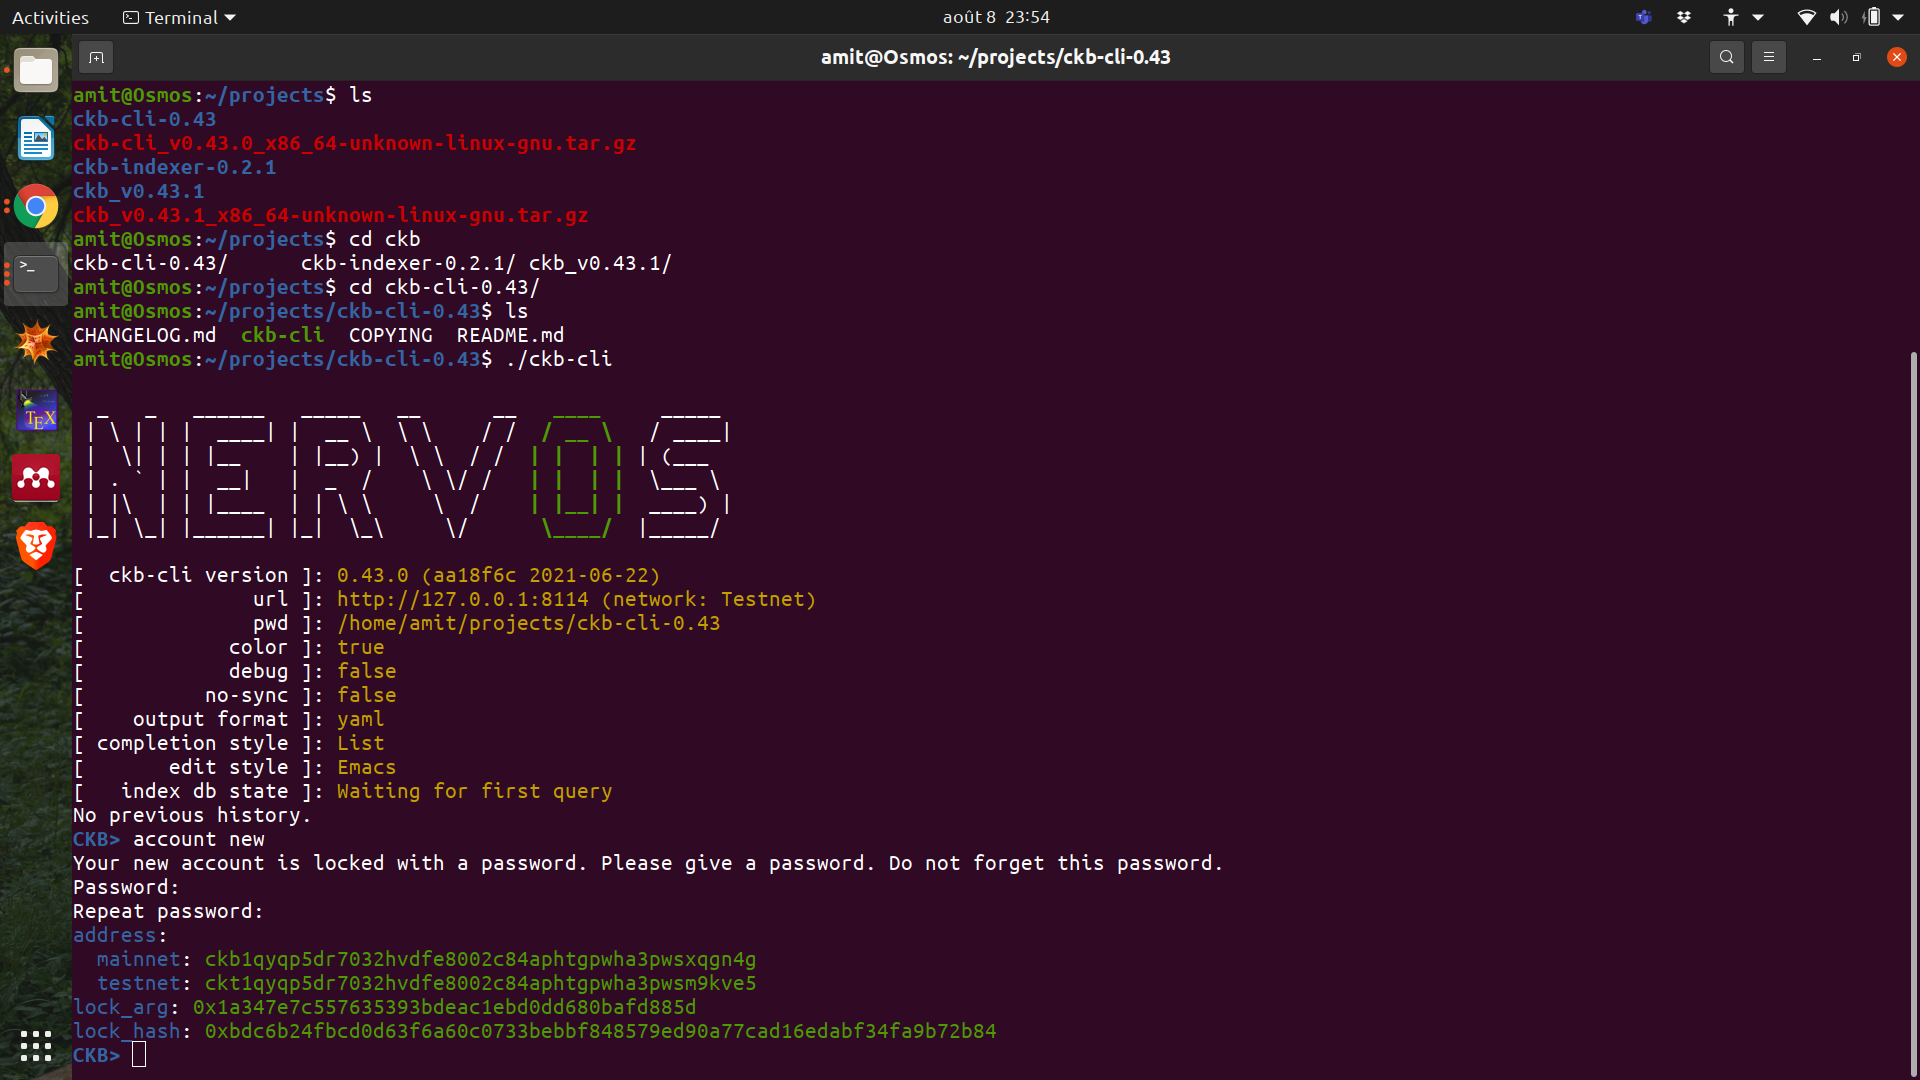 Activities
Terminal
août 8 23:54
amit@Osmos: ~/projects/ckb-cli-0.43
amit@Osmos:~/projects$ ls
ckb-cli-0.43
ckb-cli_v0.43.0_x86_64-unknown-linux-gnu.tar.gz
ckb-indexer-0.2.1
ckb_v0.43.1
ckb_v0.43.1_x86_64-unknown-linux-gnu.tar.gz
amit@Osmos:~/projects$ cd ckb
ckb-cli-0.43/ ckb-indexer-0.2.1/ ckb_v0.43.1/
amit@Osmos:~/projects$ cd ckb-cli-0.43/
amit@Osmos:~/projects/ckb-cli-0.43$ ls
CHANGELOG.md ckb-cli COPYING README.md
amit@Osmos:~/projects/ckb-cli-0.43$ ./ckb-cli
NERVOS
[ ckb-cli version ]: 0.43.0 (aa18f6c 2021-06-22)
[ url ]: http://127.0.0.1:8114 (network: Testnet)
[ pwd ]: /home/amit/projects/ckb-cli-0.43
[ color ]: true
[ debug ]: false
[ no-sync ]: false
[ output format ]: yaml
[ completion style ]: List
[ edit style ]: Emacs
[ index db state ]: Waiting for first query
No previous history.
CKB> account new
Your new account is locked with a password. Please give a password. Do not forget this password.
Password:
Repeat password:
address:
mainnet: ckb1qyqp5dr7032hvdfe8002c84aphtgpwha3pwsxqgn4g
testnet: ckt1qyqp5dr7032hvdfe8002c84aphtgpwha3pwsm9kve5
lock_arg: 0x1a347e7c557635393bdeac1ebd0dd680bafd885d
lock_hash: 0xbdc6b24fbcd0d63f6a60c0733bebbf848579ed90a77cad16edabf34fa9b72b84
CKB>
TEX